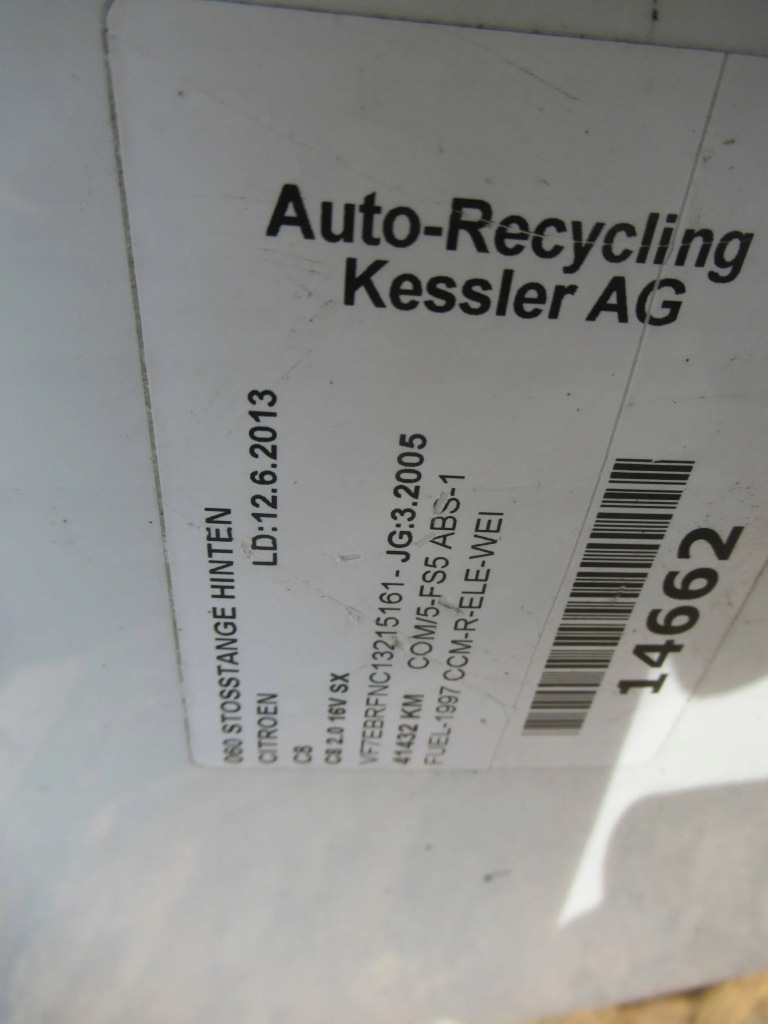 Auto-Recycling
Kessler AG
060 STOSSTANGE HINTEN
CITROEN LD:12.6.2013
C8
C8 2.0 16V SX
VF7EBRFNC13215161- JG:3.2005
41432 KM COM/5-FS5 ABS-1
FUEL-1997 CCM-R-ELE-WEI
14662